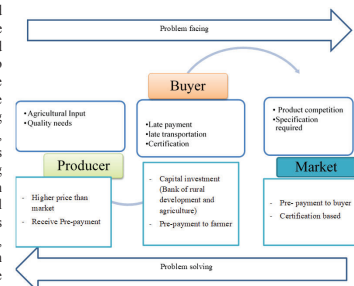 Problem facing
Buyer
•Agricultural Input
•Quality needs
•Late payment
late transportation
•Certification
• Product competition
•Specification
required
Producer
Market
- Higher price than
market
- Receive Pre-payment
- Capital investment
(Bank of rural
development and
agriculture)
- Pre-payment to farmer
- Pre- payment to buyer
- Certification based
Problem solving